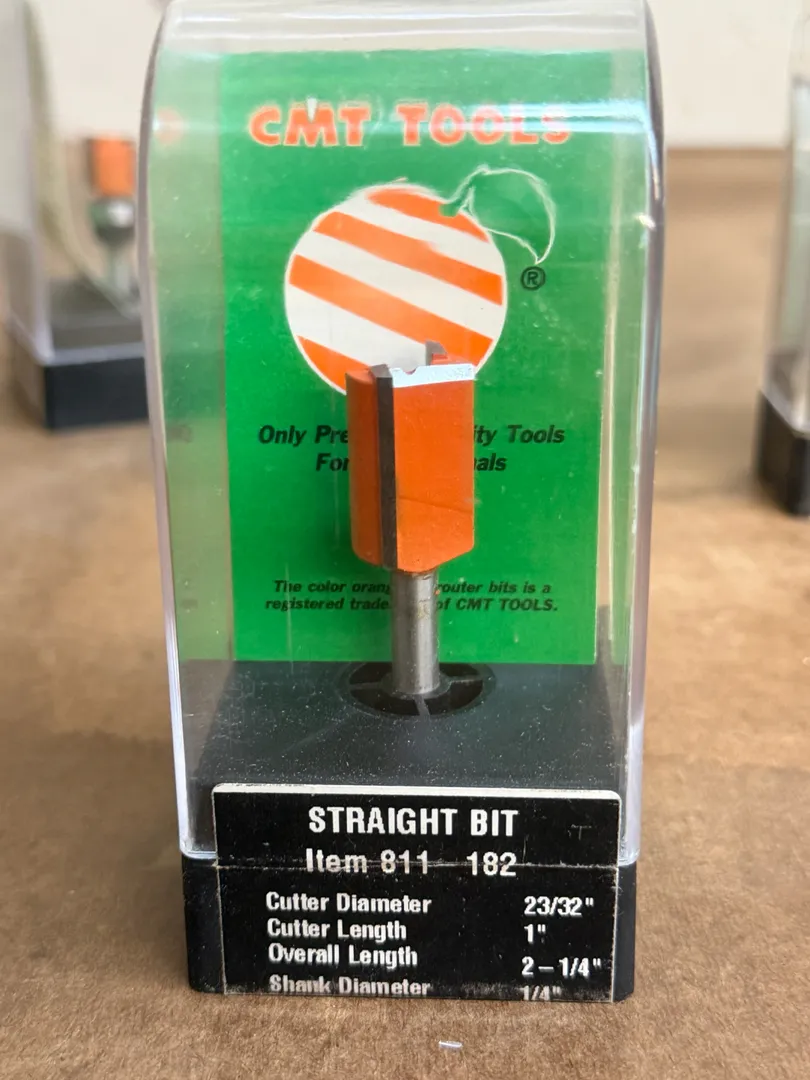 CMT TOOLS
®
Only Pre ity Tools
For als
The color orang router bits is a
registered trade of CMT TOOLS.
STRAIGHT BIT
Item 811 182
Cutter Diameter 23/32"
Cutter Length 1"
Overall Length 2-1/4"
Shank Diameter 1/4"